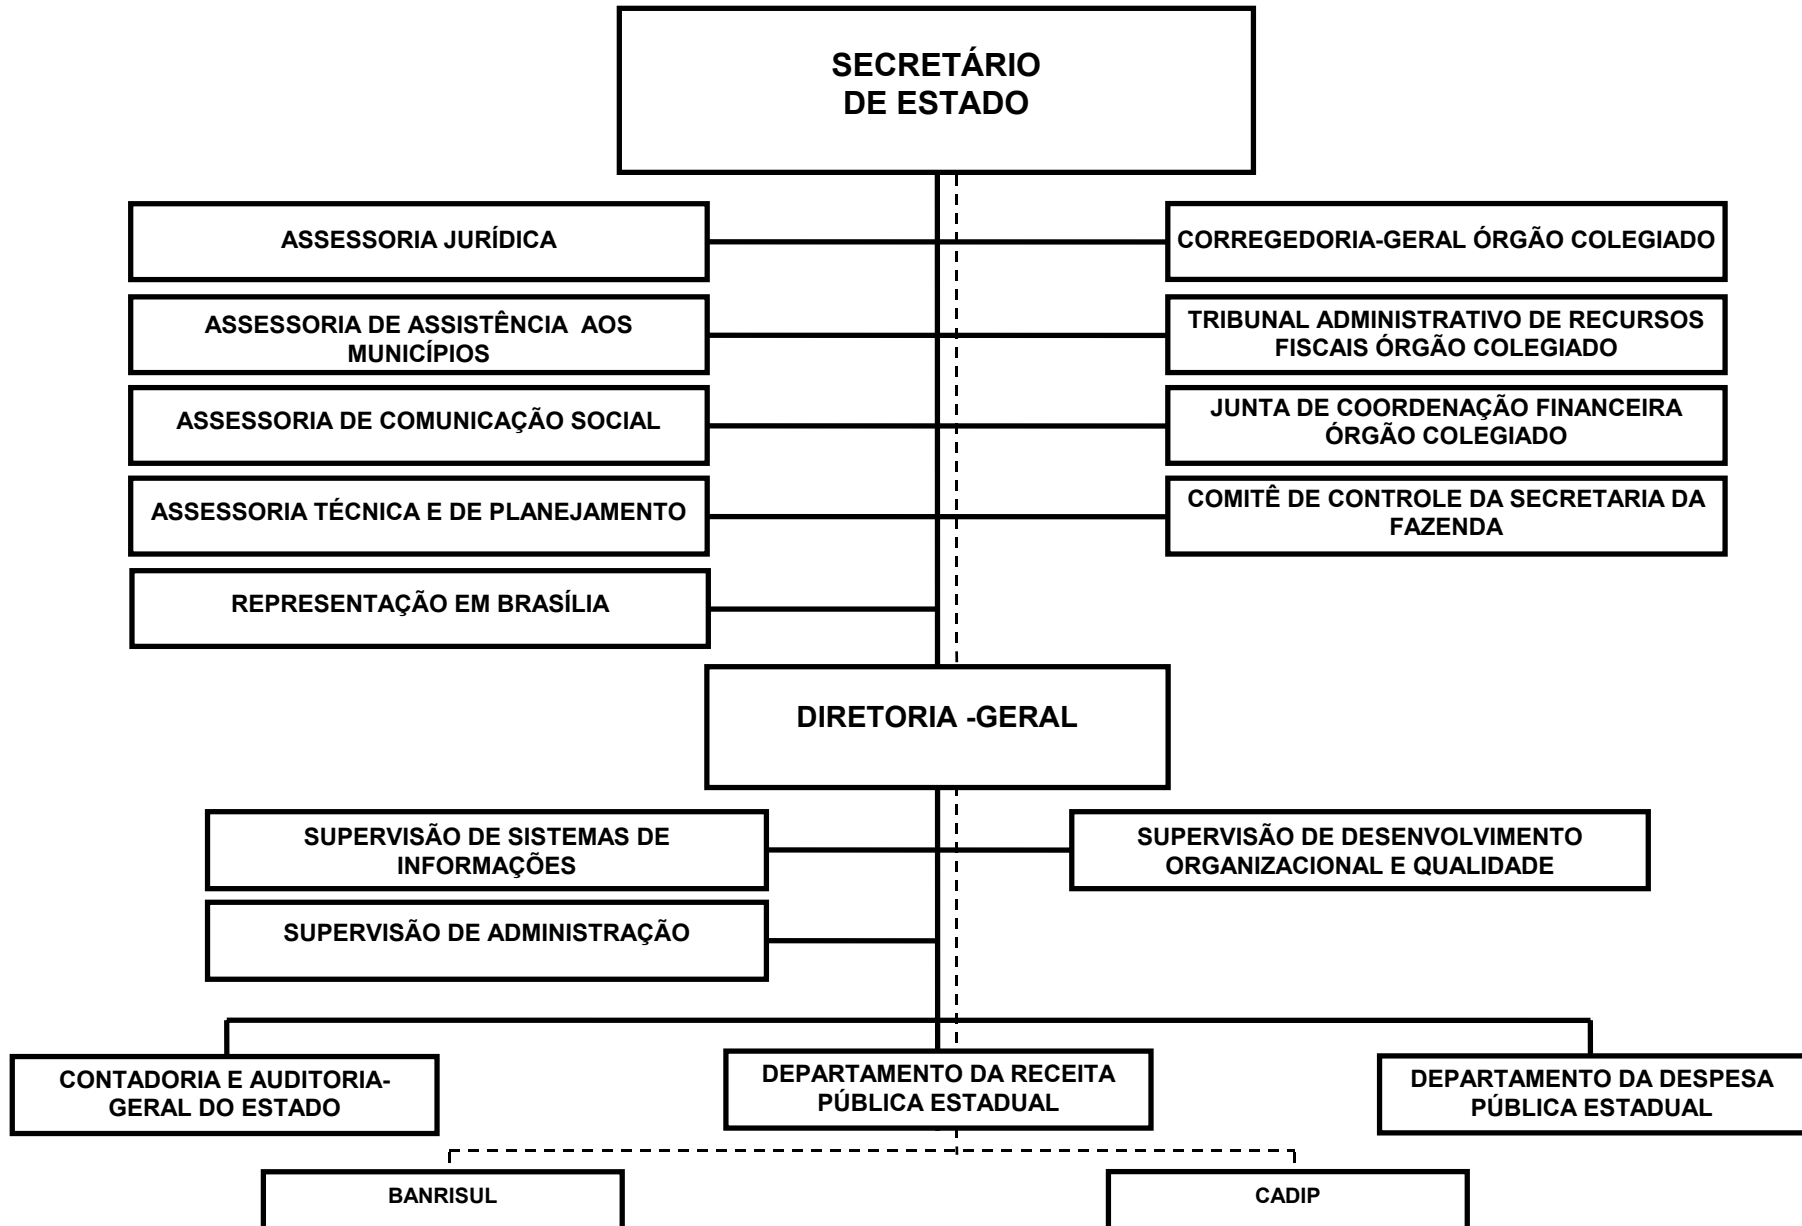 SECRETÁRIO
DE ESTADO
ASSESSORIA JURÍDICA
CORREGEDORIA-GERAL ÓRGÃO COLEGIADO
ASSESSORIA DE ASSISTÊNCIA AOS
MUNICÍPIOS
TRIBUNAL ADMINISTRATIVO DE RECURSOS
FISCAIS ÓRGÃO COLEGIADO
ASSESSORIA DE COMUNICAÇÃO SOCIAL
JUNTA DE COORDENAÇÃO FINANCEIRA
ÓRGÃO COLEGIADO
ASSESSORIA TÉCNICA E DE PLANEJAMENTO
COMITÊ DE CONTROLE DA SECRETARIA DA
FAZENDA
REPRESENTAÇÃO EM BRASÍLIA
DIRETORIA -GERAL
SUPERVISÃO DE SISTEMAS DE
INFORMAÇÕES
SUPERVISÃO DE DESENVOLVIMENTO
ORGANIZACIONAL E QUALIDADE
SUPERVISÃO DE ADMINISTRAÇÃO
CONTADORIA E AUDITORIA-
GERAL DO ESTADO
DEPARTAMENTO DA RECEITA
PÚBLICA ESTADUAL
DEPARTAMENTO DA DESPESA
PÚBLICA ESTADUAL
BANRISUL
CADIP